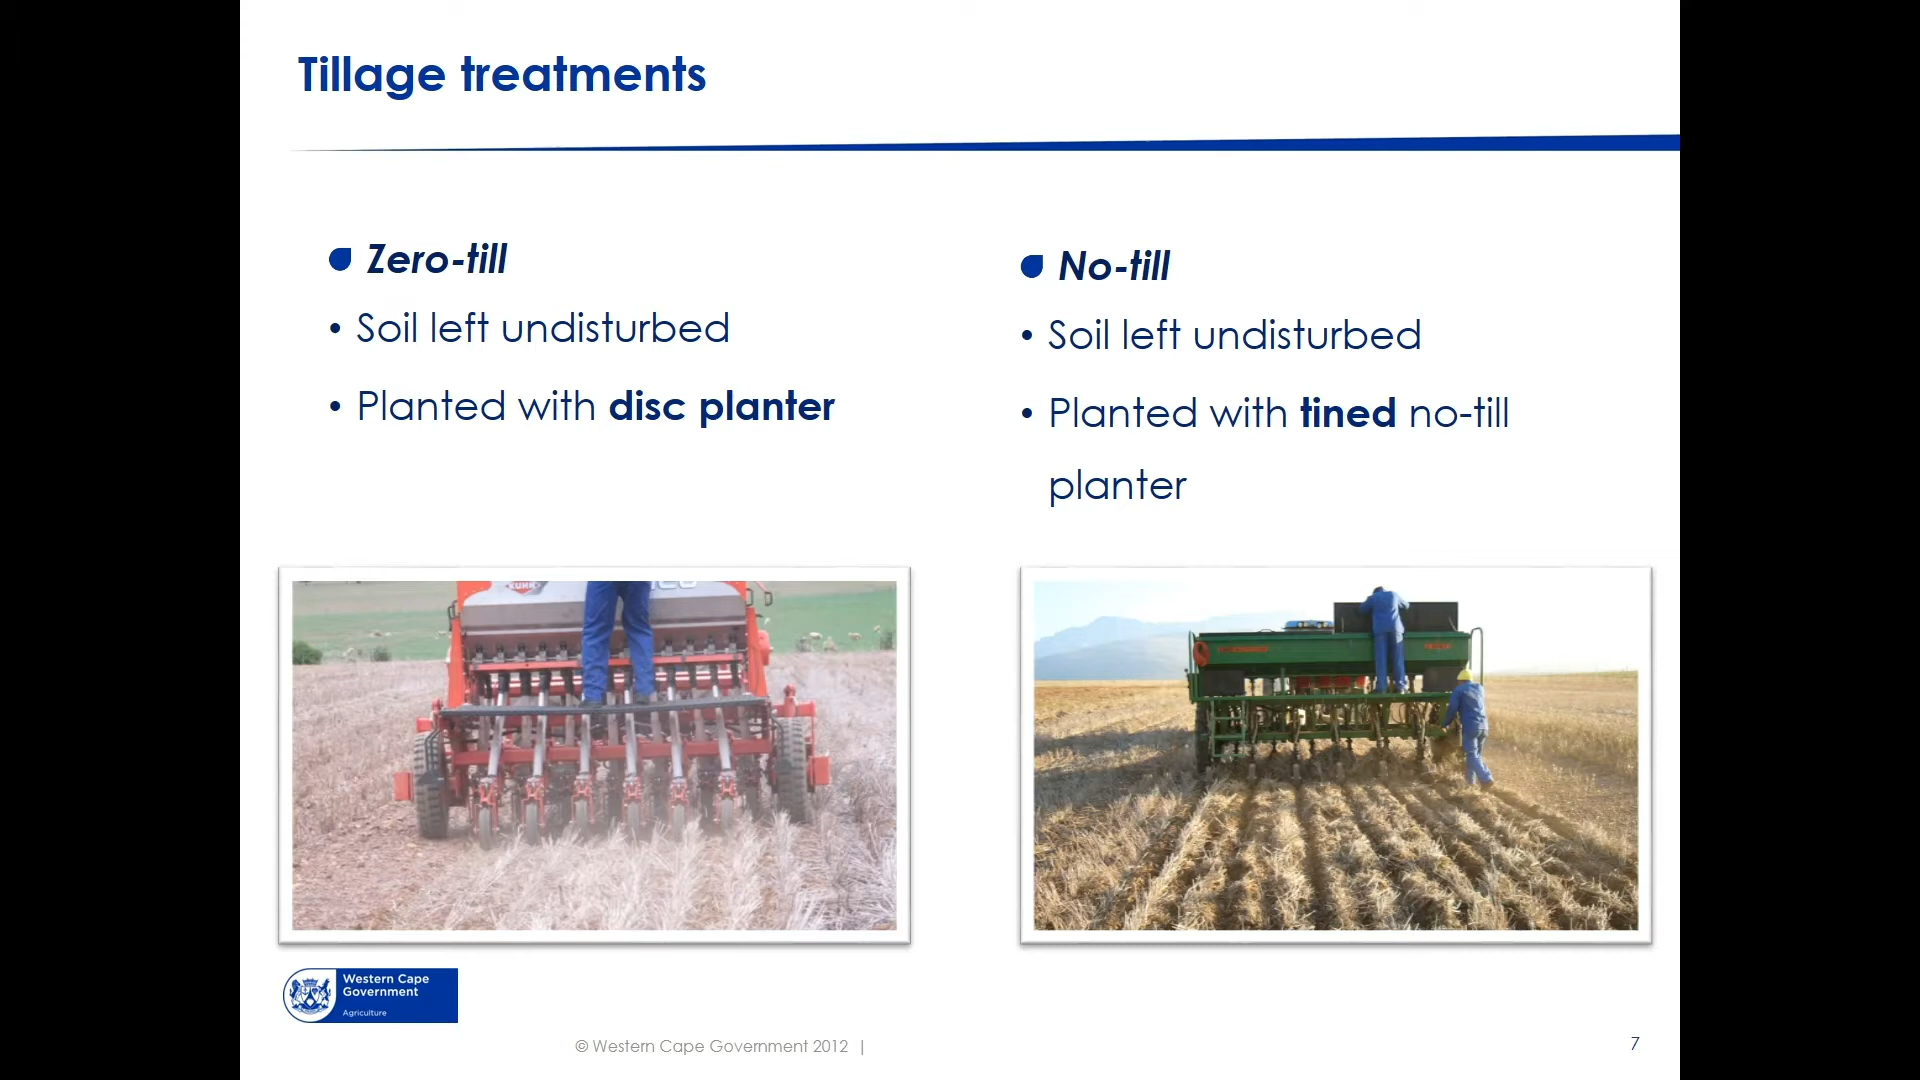 Tillage treatments
Zero-till
• Soil left undisturbed
• Planted with disc planter
No-till
• Soil left undisturbed
• Planted with tined no-till
planter
KUHN
Western Cape
Government
Agriculture
© Western Cape Government 2012 |
7